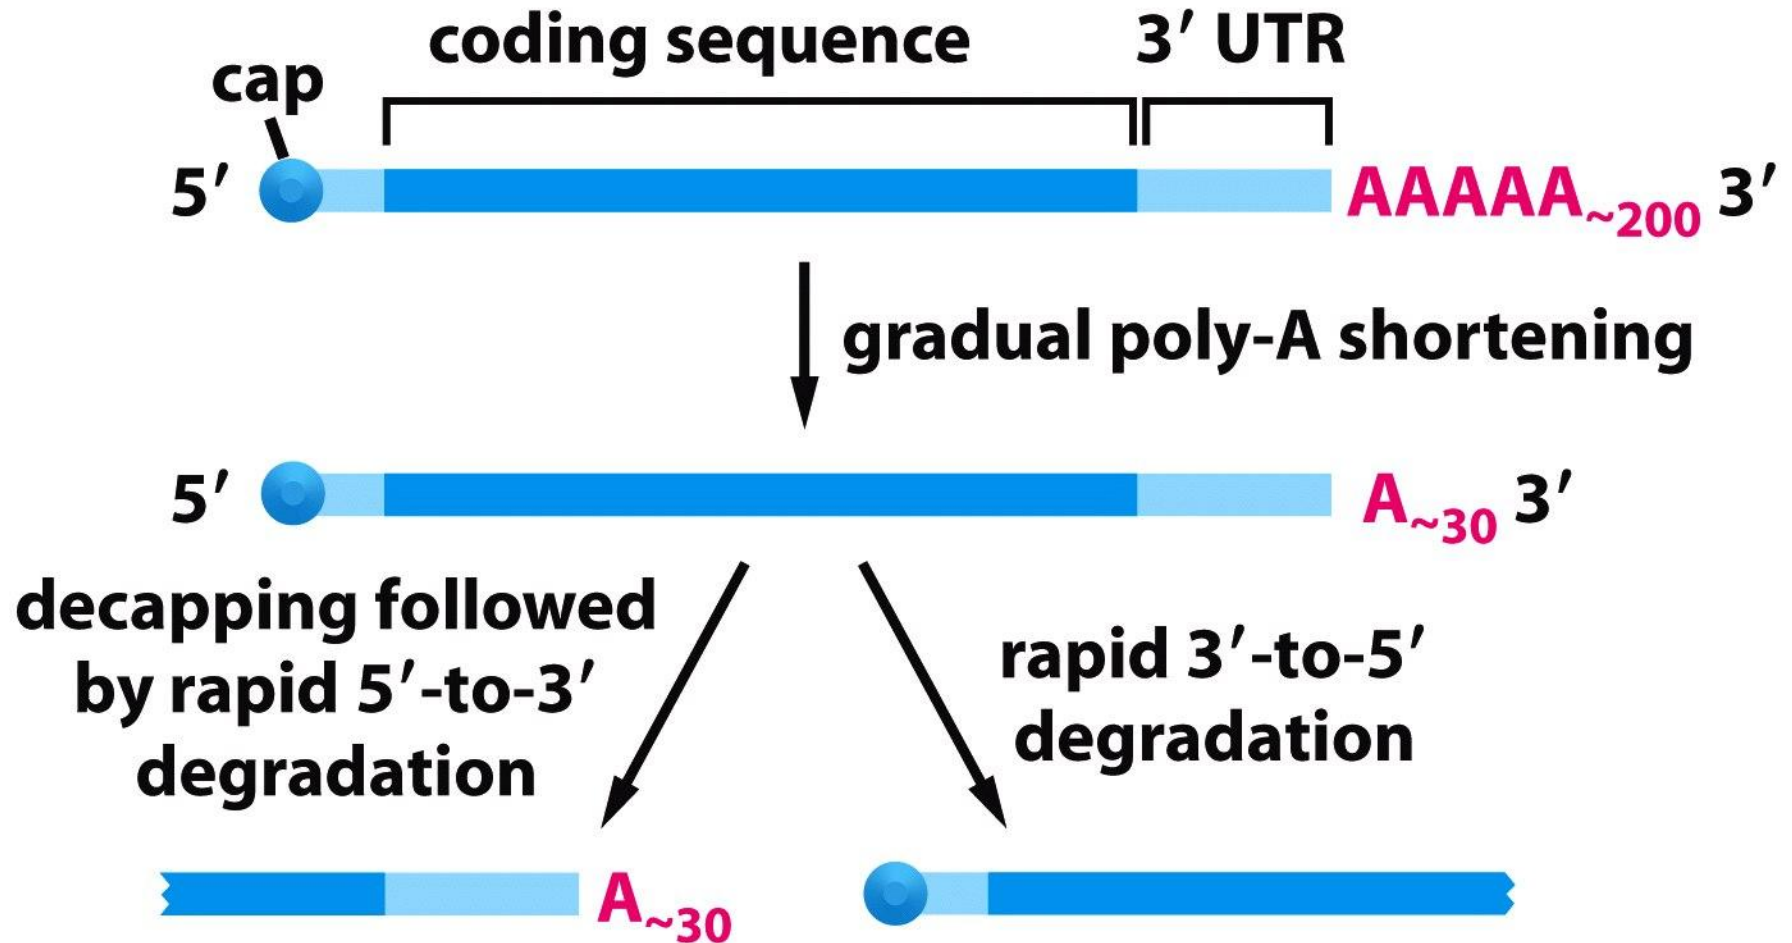 coding sequence
3′ UTR
cap
5′
AAAAA~200 3′
gradual poly-A shortening
5′
A~30 3′
decapping followed
by rapid 5′-to-3′
degradation
rapid 3′-to-5′
degradation
A~30